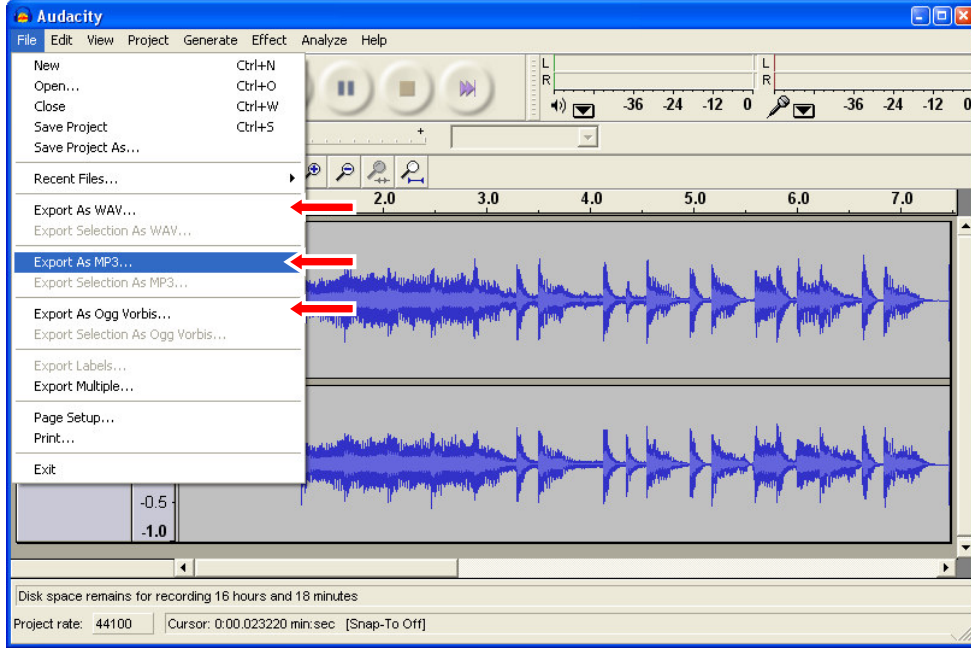 Audacity
File Edit View Project Generate Effect Analyze Help
New Ctrl+N
Open... Ctrl+O
Close Ctrl+W
Save Project Ctrl+S
Save Project As...
Recent Files...
Export As WAV...
Export Selection As WAV...
Export As MP3...
Export Selection As MP3...
Export As Ogg Vorbis...
Export Selection As Ogg Vorbis...
Export Labels...
Export Multiple...
Page Setup...
Print...
Exit
L
R
-36 -24 -12 0
L
R
-36 -24 -12 0
+
2.0 3.0 4.0 5.0 6.0 7.0
-0.5
-1.0
Disk space remains for recording 16 hours and 18 minutes
Project rate: 44100 Cursor: 0:00.023220 min:sec [Snap-To Off]